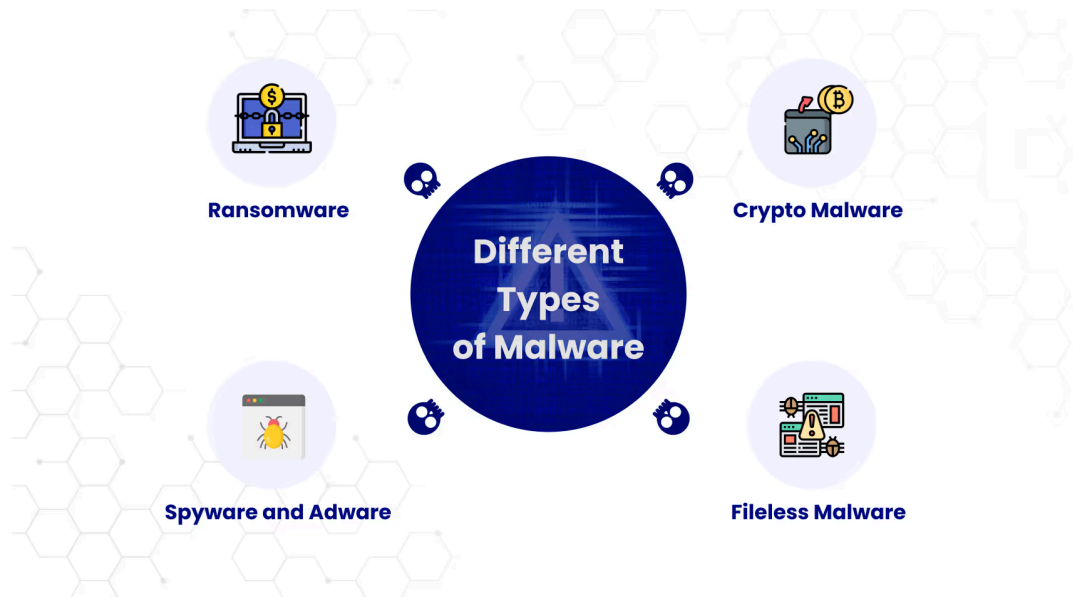 Ransomware
Crypto Malware
Different
Types
of Malware
Spyware and Adware
Fileless Malware